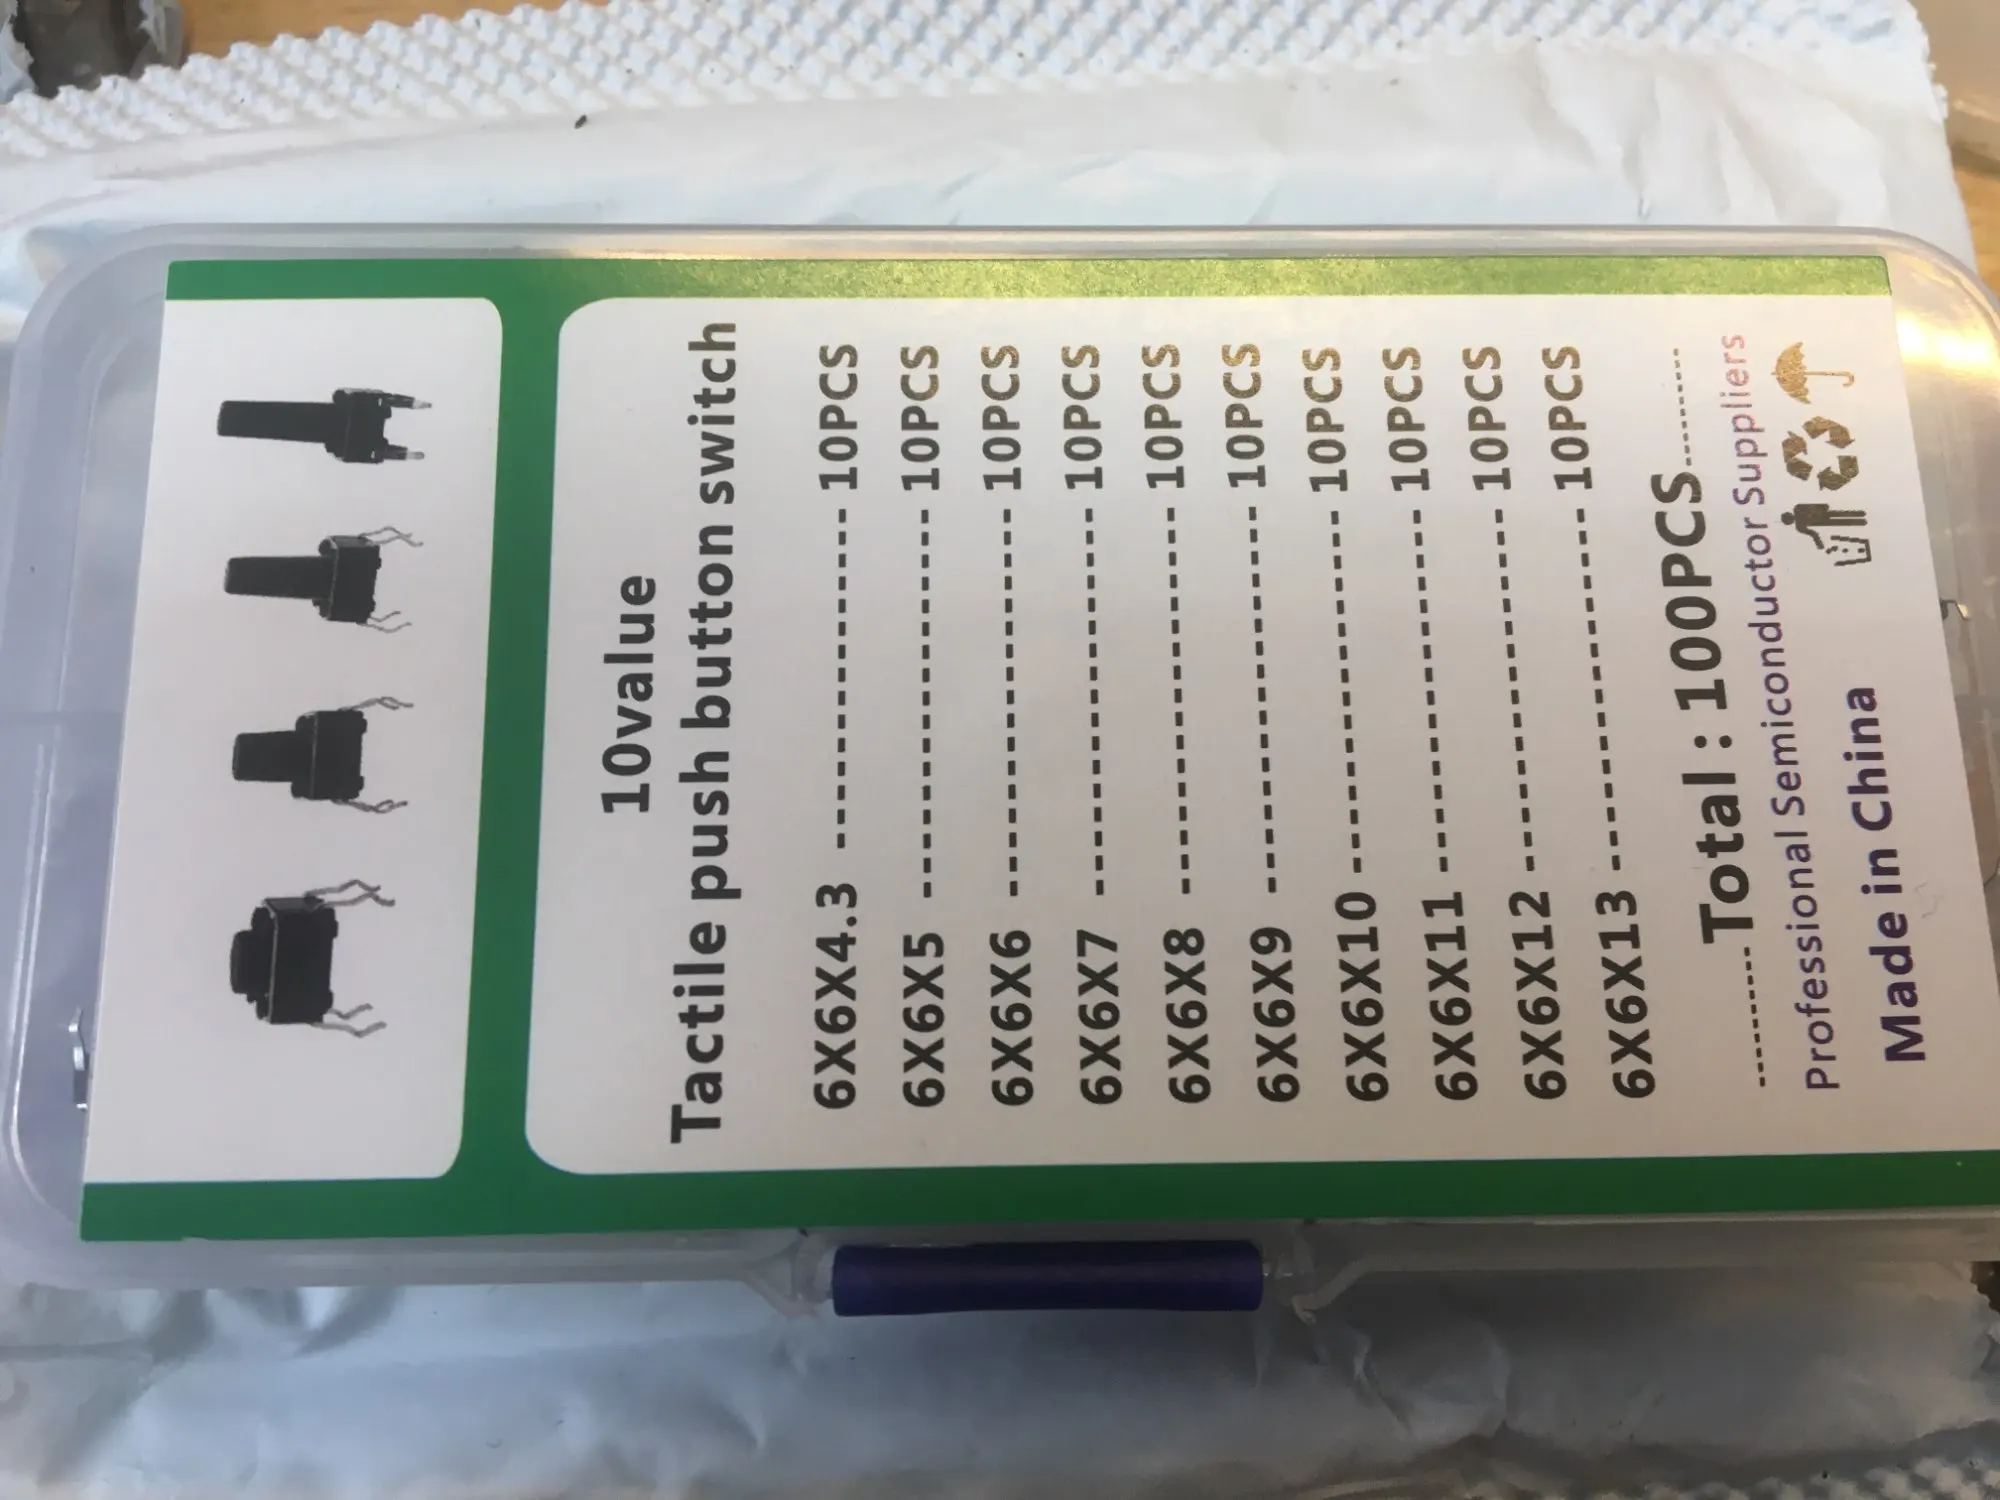 10value
Tactile push button switch
6X6X4.3 ----------------- 10PCS
6X6X5 ------------------- 10PCS
6X6X6 ------------------- 10PCS
6X6X7 ------------------- 10PCS
6X6X8 ------------------- 10PCS
6X6X9 ------------------- 10PCS
6X6X10 ----------------- 10PCS
6X6X11 ----------------- 10PCS
6X6X12 ----------------- 10PCS
6X6X13 ----------------- 10PCS
----------Total : 100PCS----------
Professional Semiconductor Suppliers
Made in China